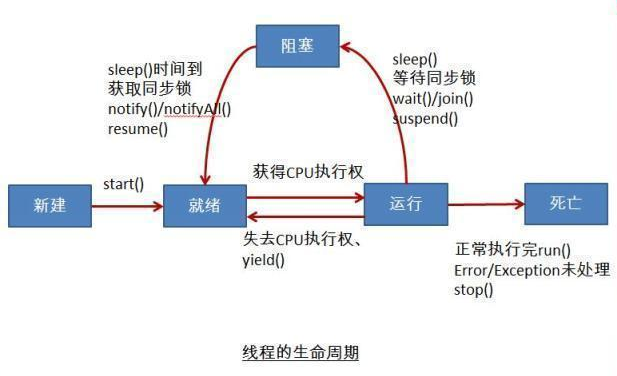 阻塞
sleep()时间到
获取同步锁
notify()/notifyAll()
resume()
sleep()
等待同步锁
wait()/join()
suspend()
新建
start()
就绪
获得CPU执行权
失去CPU执行权、
yield()
运行
死亡
正常执行完run()
Error/Exception未处理
stop()
线程的生命周期